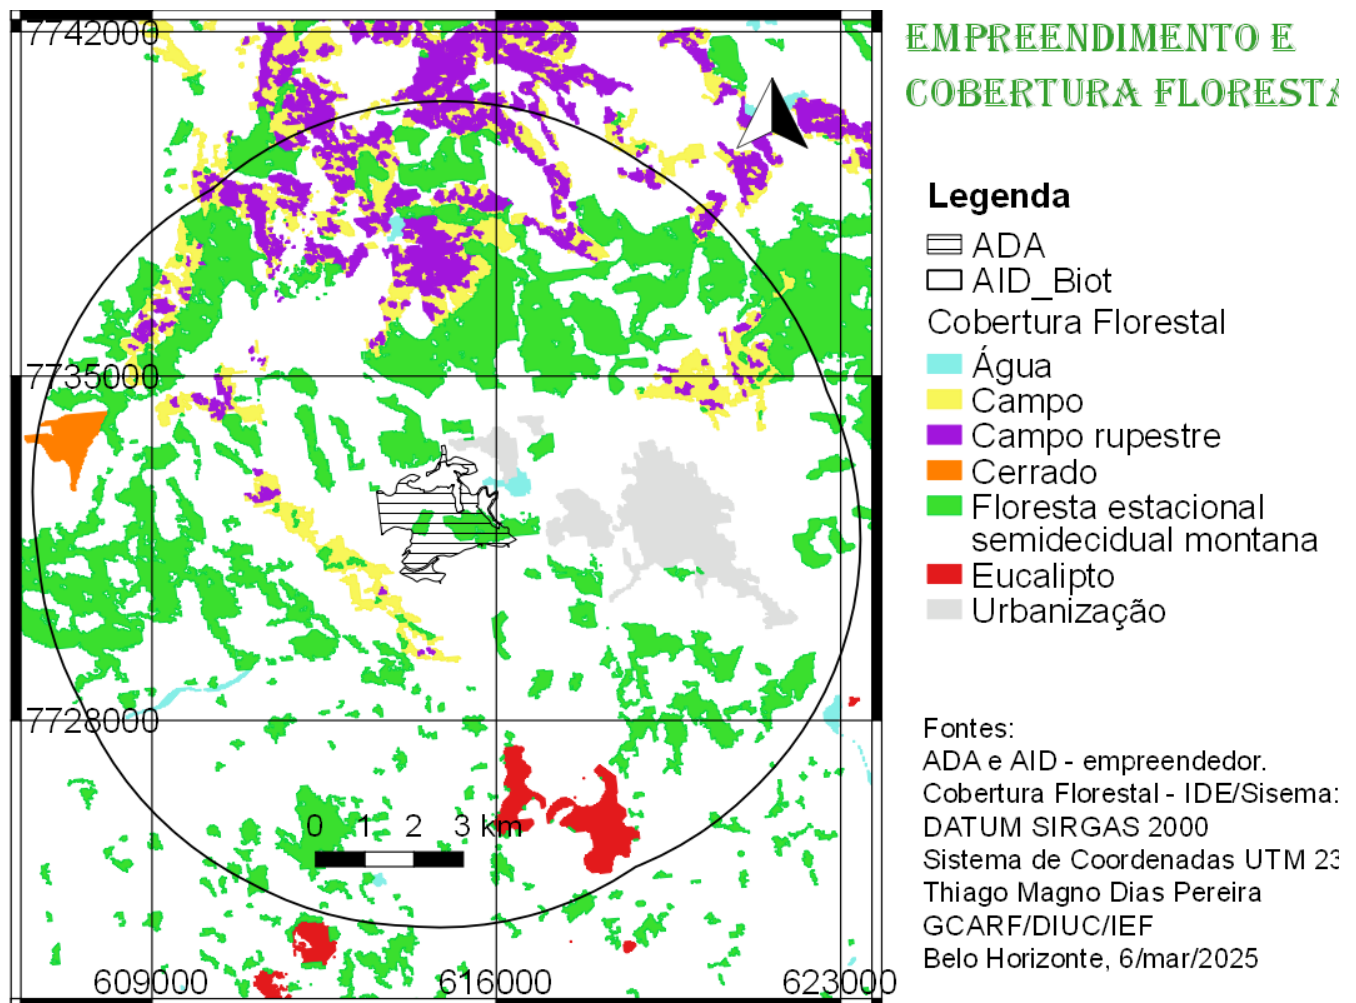 EMPREENDIMENTO E
COBERTURA FLORESTA
Legenda
ADA
AID_Biot
Cobertura Florestal
Água
Campo
Campo rupestre
Cerrado
Floresta estacional
semidecidual montana
Eucalipto
Urbanização
Fontes:
ADA e AID - empreendedor.
Cobertura Florestal - IDE/Sisema:
DATUM SIRGAS 2000
Sistema de Coordenadas UTM 23
Thiago Magno Dias Pereira
GCARF/DIUC/IEF
Belo Horizonte, 6/mar/2025
7742000
7735000
7728000
0 1 2 3 km
609000 616000 623000